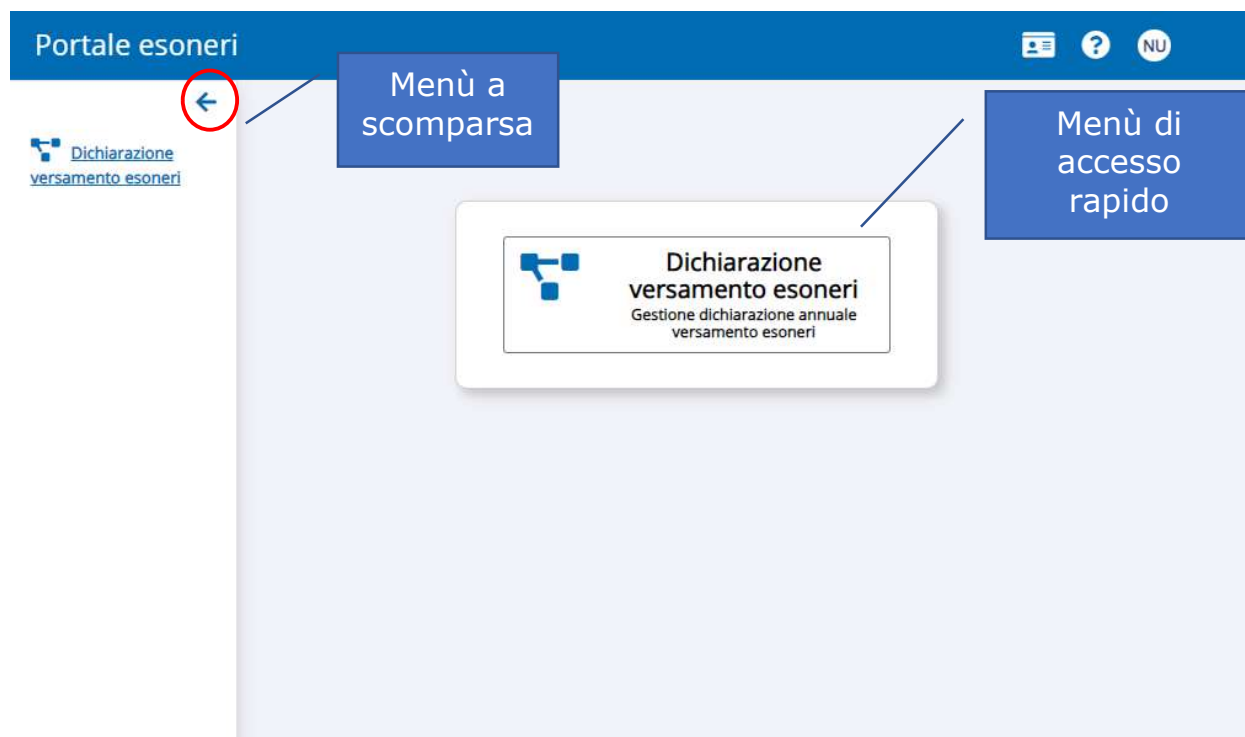 Portale esoneri
?
NU
Menù a
scomparsa
Menù di
accesso
rapido
Dichiarazione
versamento esoneri
Dichiarazione
versamento esoneri
Gestione dichiarazione annuale
versamento esoneri